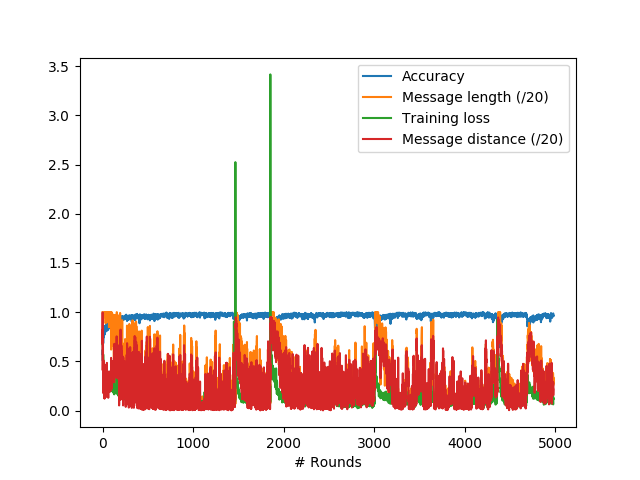 3.5
3.0
2.5
2.0
1.5
1.0
0.5
0.0
Accuracy
Message length (/20)
Training loss
Message distance (/20)
0 1000 2000 3000 4000 5000
# Rounds